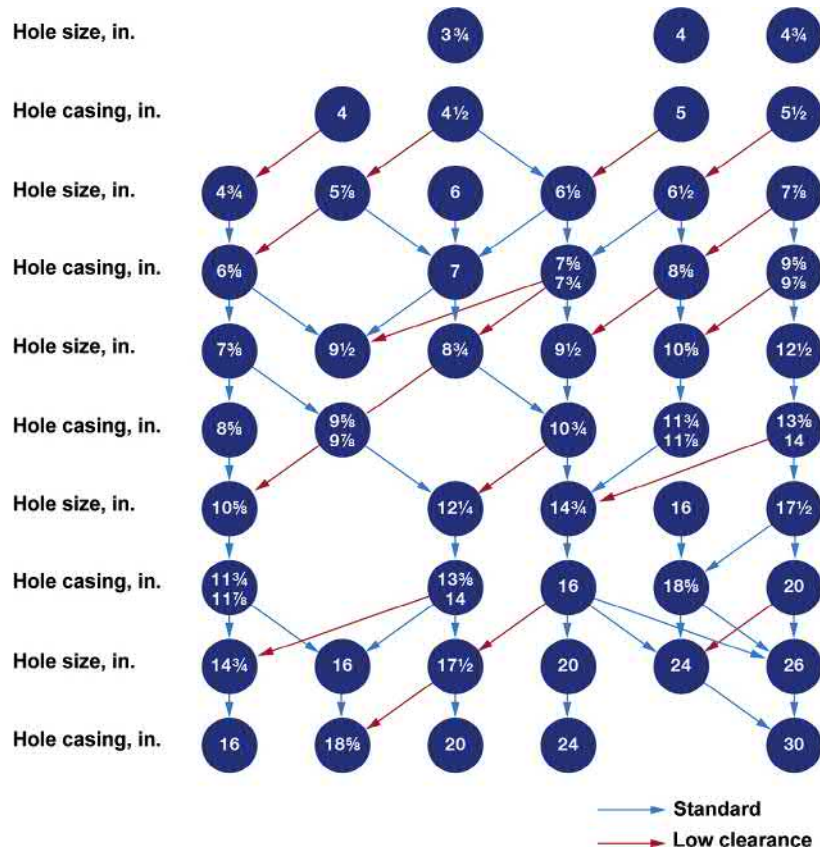 Hole size, in. 3¾ 4 4¾
Hole casing, in. 4 4½ 5 5½
Hole size, in. 4¾ 5⅞ 6 6⅛ 6½ 7⅞
Hole casing, in. 6⅝ 7 7⅝ 7¾ 8⅝ 9⅝ 9⅞
Hole size, in. 7⅜ 9½ 8¾ 9½ 10⅝ 12½
Hole casing, in. 8⅝ 9⅝ 9⅞ 10¾ 11¾ 11⅞ 13⅜ 14
Hole size, in. 10⅝ 12¼ 14¾ 16 17½
Hole casing, in. 11¾ 11⅞ 13⅜ 14 16 18⅝ 20
Hole size, in. 14¾ 16 17½ 20 24 26
Hole casing, in. 16 18⅝ 20 24 30
Standard
Low clearance